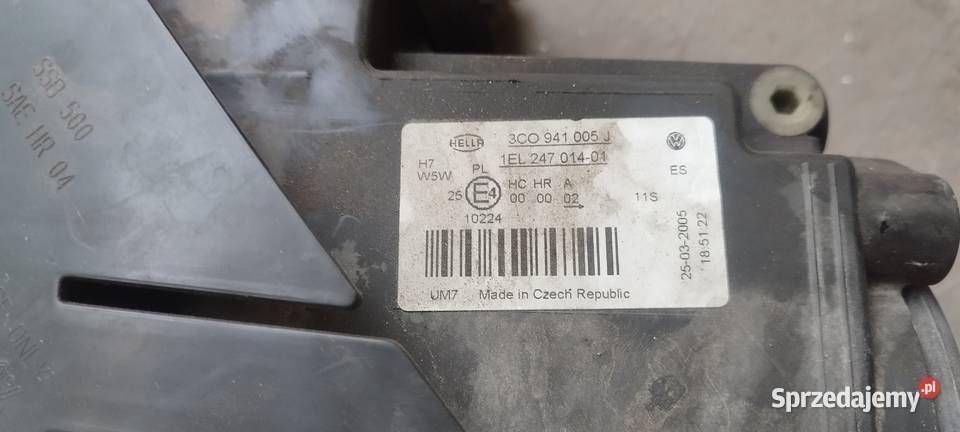 SSB 500
SAE HR 04
HELLA
3CO 941 005 J
1EL 247 014-01
H7
W5W
PL
HC HR A
ES
25
E4
00 00 02
11S
10224
25-03-2005
18:51:22
UM7 Made in Czech Republic
Sprzedajemy.pl